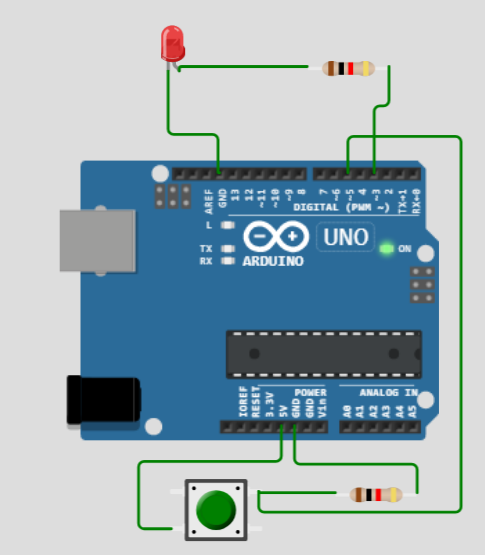 AREF
GND
13
12
~11
~10
~9
8
7
~6
~5
4
~3
2
TX→1
RX←0
DIGITAL (PWM ~)
L
TX
RX
ARDUINO
UNO
ON
IOREF
RESET
3.3V
5V
GND
GND
Vin
POWER
ANALOG IN
A0
A1
A2
A3
A4
A5